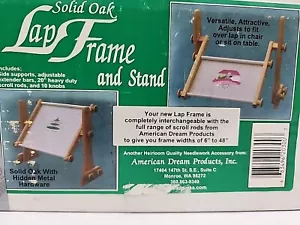 Solid Oak
Lap Frame
and Stand
Includes:
side supports, adjustable
extender bars, 20" heavy duty
scroll rods, and 10 knobs
Versatile, Attractive,
Adjusts to fit
over lap in chair
or sit on table.
Solid Oak With
Hidden Metal
Hardware
Your new Lap Frame is
completely interchangeable with the
full range of scroll rods from
American Dream Products
to give you frame widths of 6" to 48"
Another Heirloom Quality Needlework Accessory from:
American Dream Products, Inc.
17404 147th St. S.E., Suite C
Monroe, WA 98272